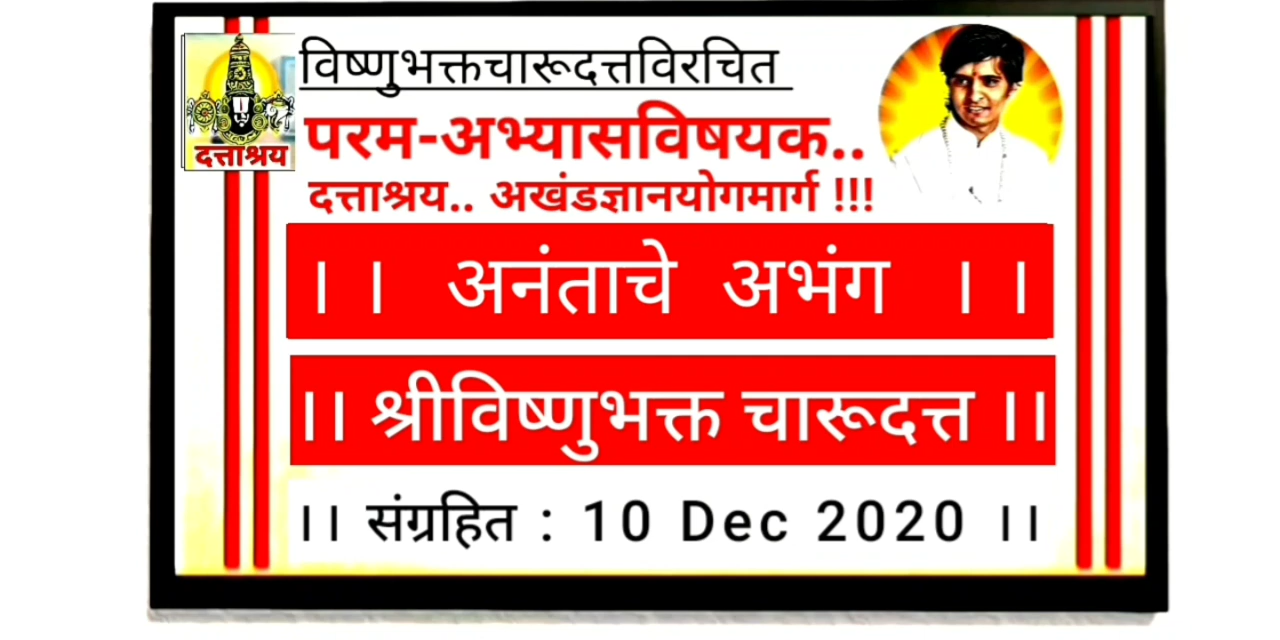 विष्णुभक्तचारूदत्तविरचित
परम-अभ्यासविषयक..
दत्ताश्रय
दत्ताश्रय.. अखंडज्ञानयोगमार्ग !!!
।। अनंताचे अभंग ।।
।। श्रीविष्णुभक्त चारूदत्त ।।
।। संग्रहित : 10 Dec 2020 ।।